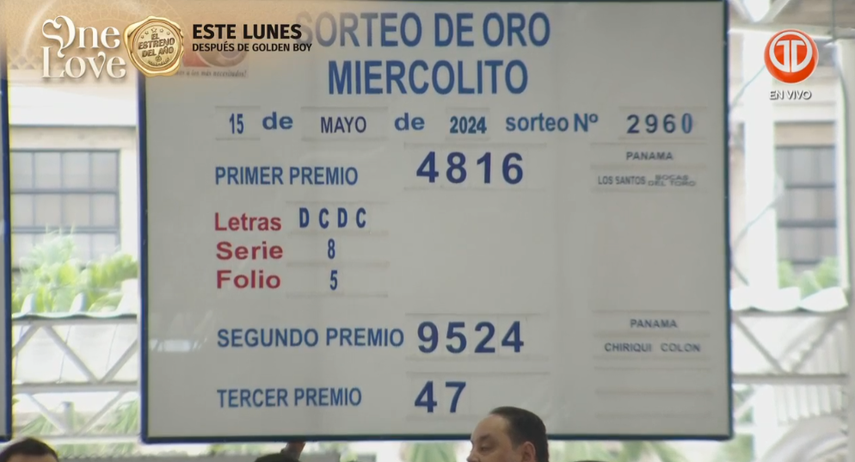 One Love
EL ESTRENO DEL AÑO
ESTE LUNES
DESPUÉS DE GOLDEN BOY
EN VIVO
SORTEO DE ORO
MIERCOLITO
15 de MAYO de 2024 sorteo Nº 2960
PRIMER PREMIO 4816 PANAMA
LOS SANTOS BOCAS DEL TORO
Letras DCDC
Serie 8
Folio 5
SEGUNDO PREMIO 9524 PANAMA
CHIRIQUI COLON
TERCER PREMIO 47